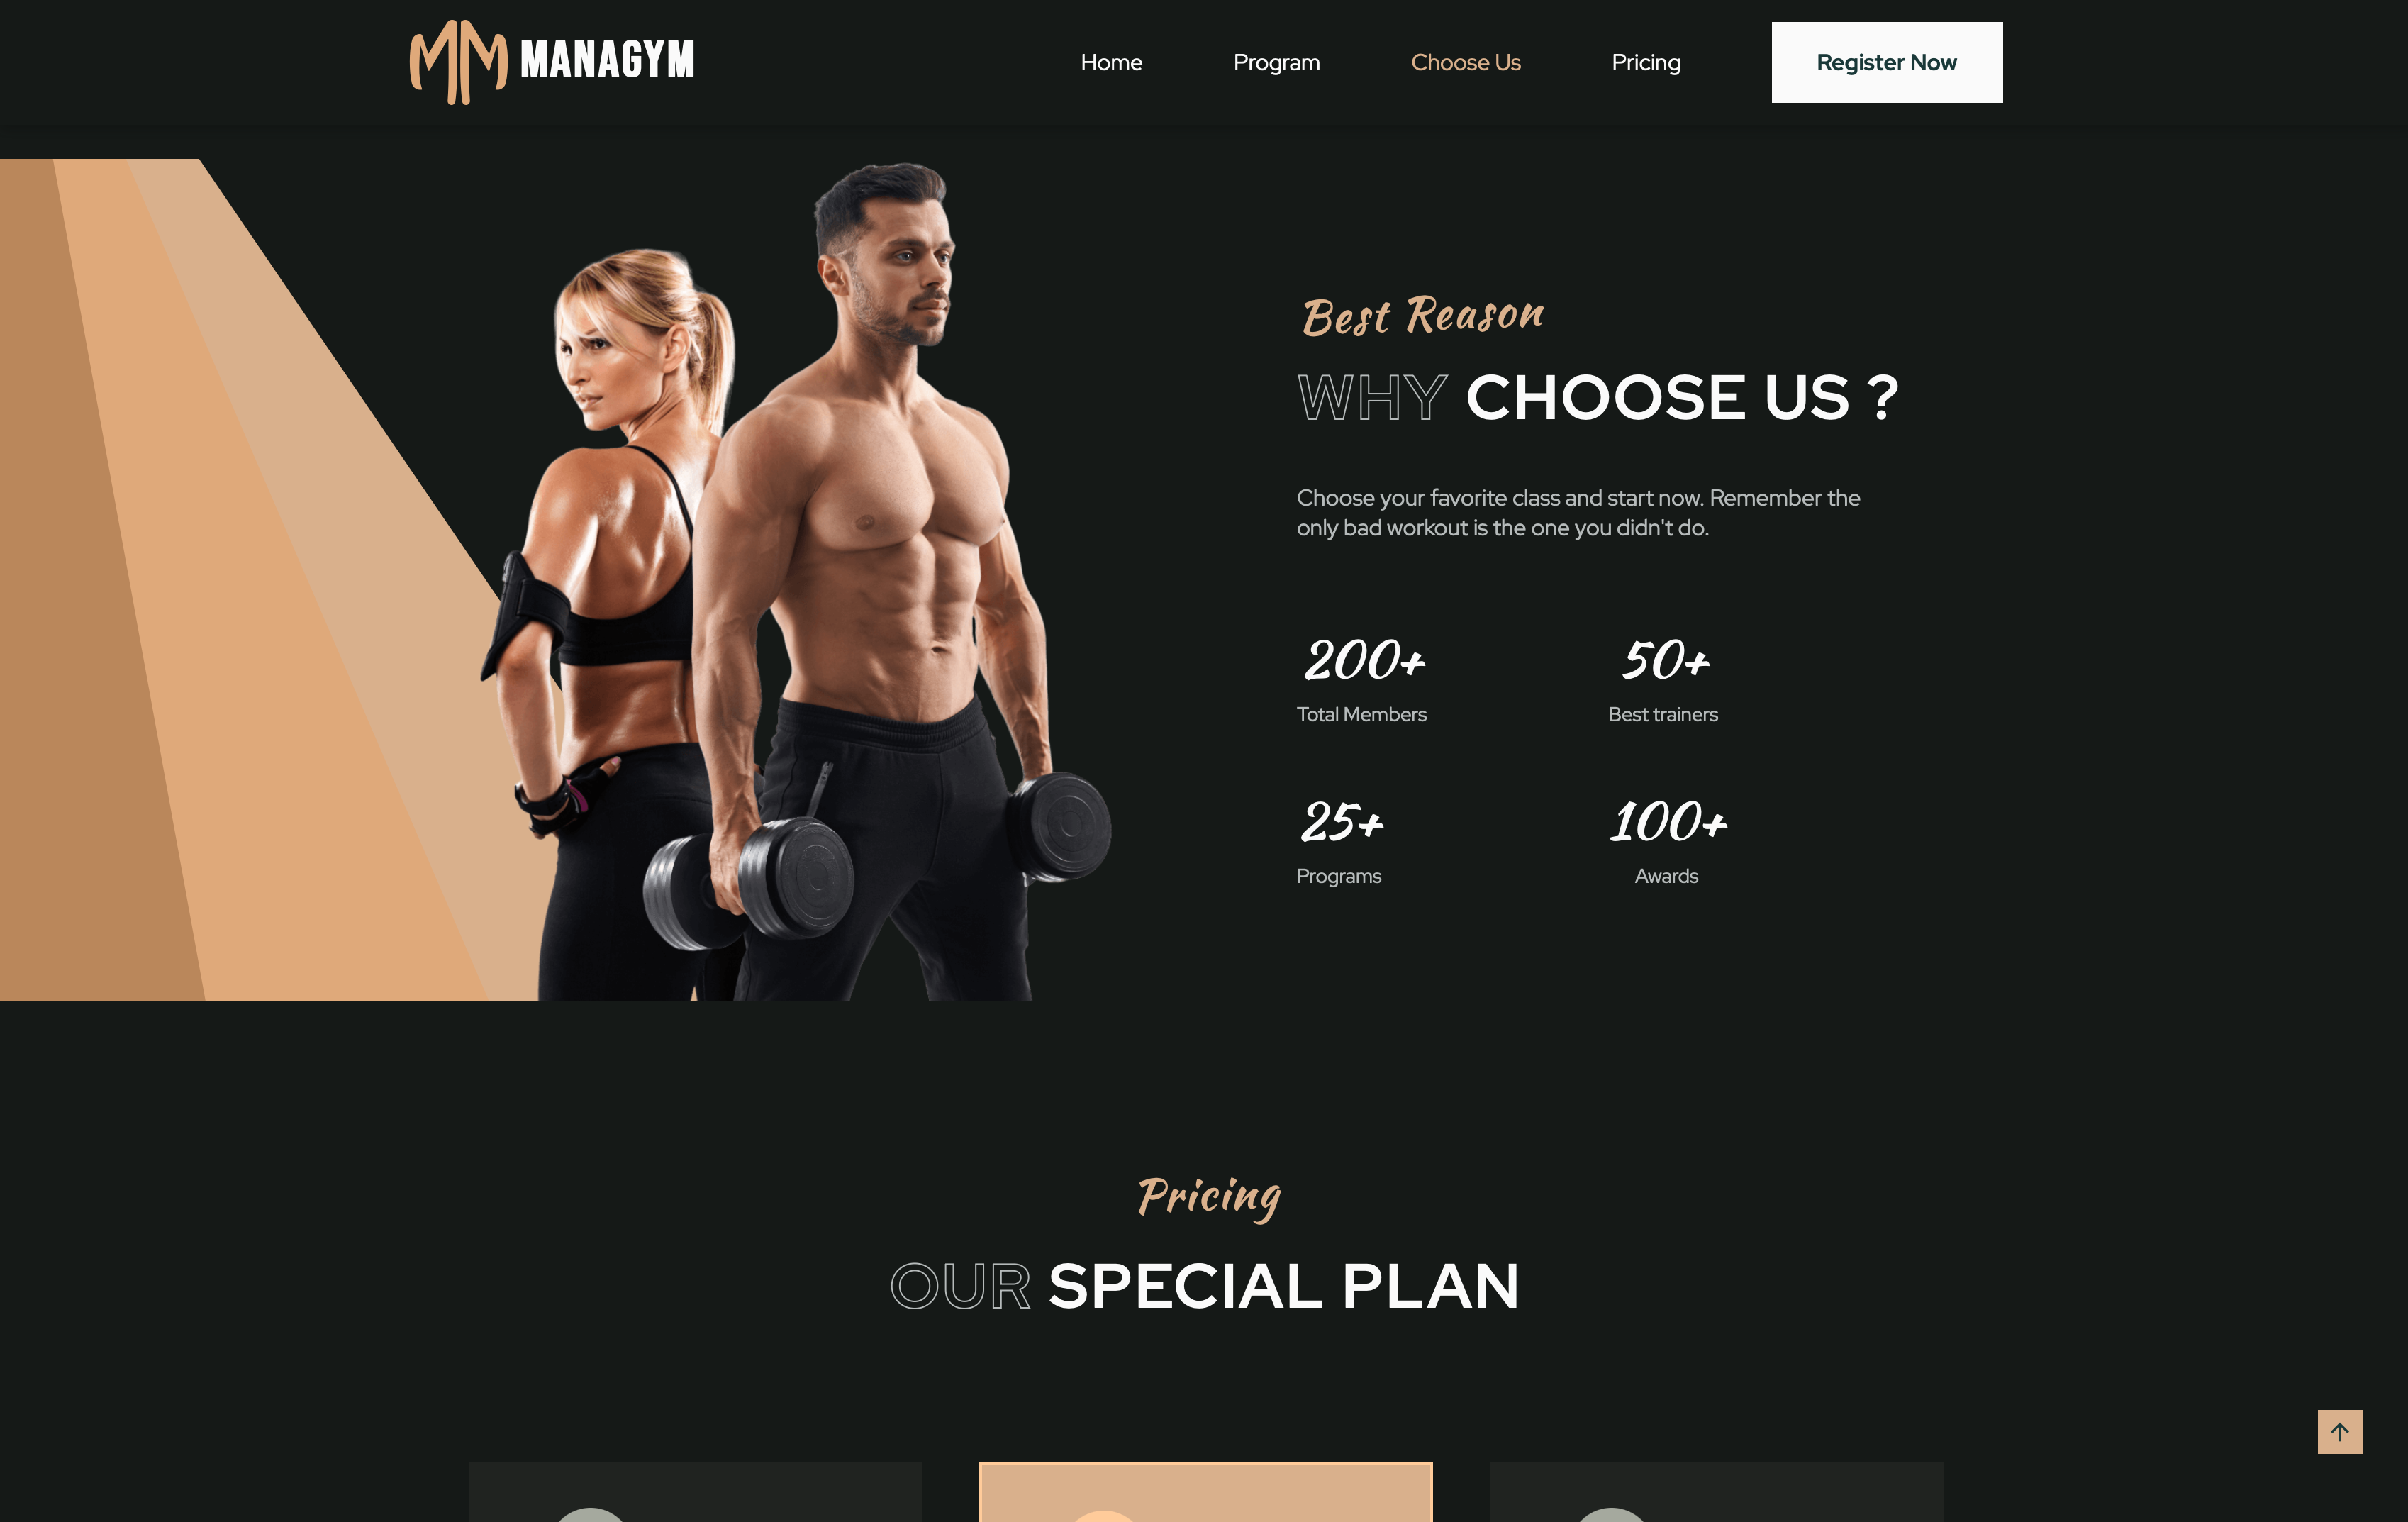 MANAGYM
Home
Program
Choose Us
Pricing
Register Now
Best Reason
WHY CHOOSE US ?
Choose your favorite class and start now. Remember the
only bad workout is the one you didn't do.
200+
Total Members
50+
Best trainers
25+
Programs
100+
Awards
Pricing
OUR SPECIAL PLAN